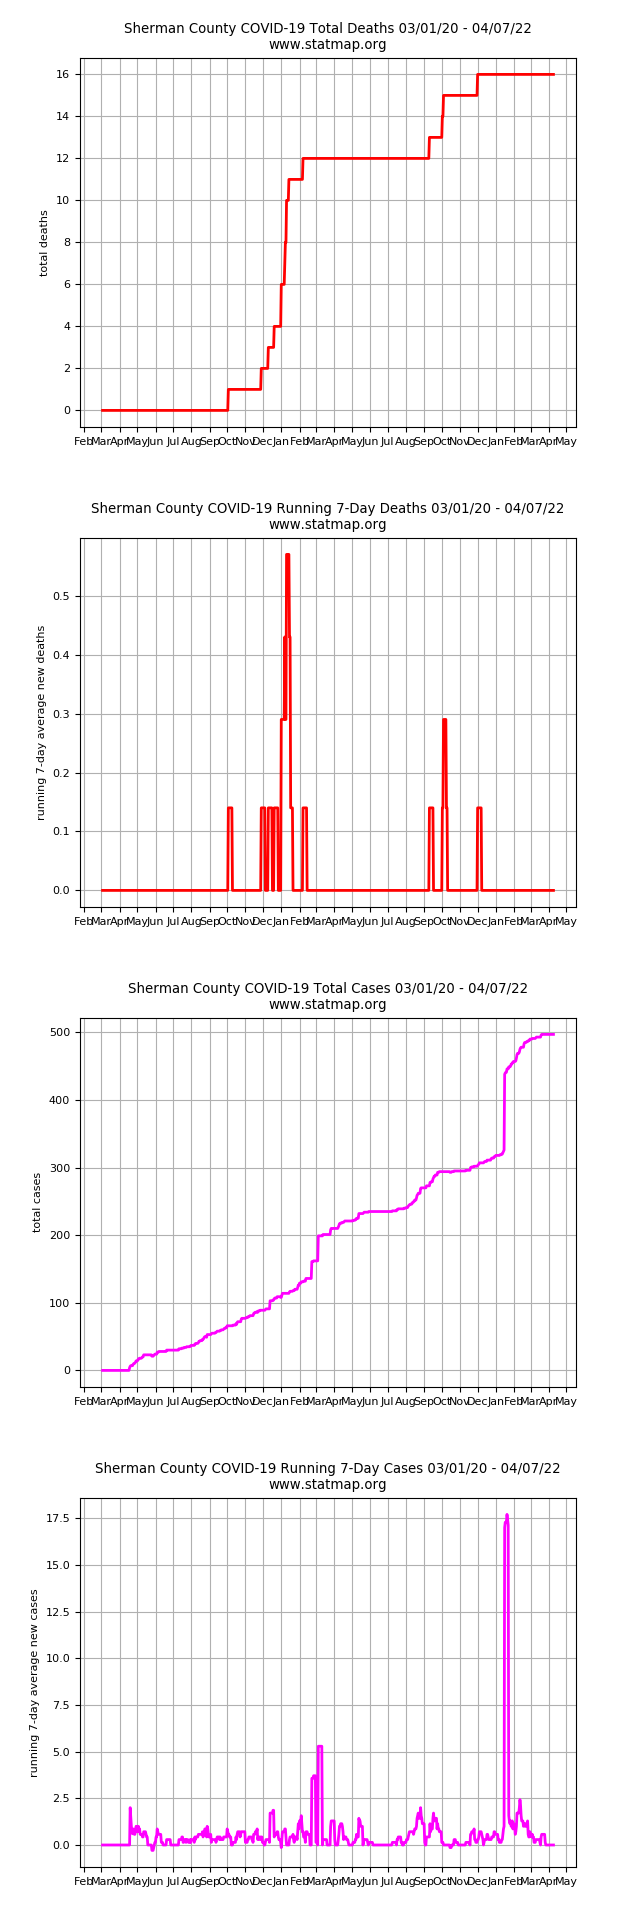 Sherman County COVID-19 Total Deaths 03/01/20 - 04/07/22
www.statmap.org
16
14
12
10
8
6
4
2
0
total deaths
Feb Mar Apr May Jun Jul Aug Sep Oct Nov Dec Jan Feb Mar Apr May Jun Jul Aug Sep Oct Nov Dec Jan Feb Mar Apr May
Sherman County COVID-19 Running 7-Day Deaths 03/01/20 - 04/07/22
www.statmap.org
0.5
0.4
0.3
0.2
0.1
0.0
running 7-day average new deaths
Feb Mar Apr May Jun Jul Aug Sep Oct Nov Dec Jan Feb Mar Apr May Jun Jul Aug Sep Oct Nov Dec Jan Feb Mar Apr May
Sherman County COVID-19 Total Cases 03/01/20 - 04/07/22
www.statmap.org
500
400
300
200
100
0
total cases
Feb Mar Apr May Jun Jul Aug Sep Oct Nov Dec Jan Feb Mar Apr May Jun Jul Aug Sep Oct Nov Dec Jan Feb Mar Apr May
Sherman County COVID-19 Running 7-Day Cases 03/01/20 - 04/07/22
www.statmap.org
17.5
15.0
12.5
10.0
7.5
5.0
2.5
0.0
running 7-day average new cases
Feb Mar Apr May Jun Jul Aug Sep Oct Nov Dec Jan Feb Mar Apr May Jun Jul Aug Sep Oct Nov Dec Jan Feb Mar Apr May